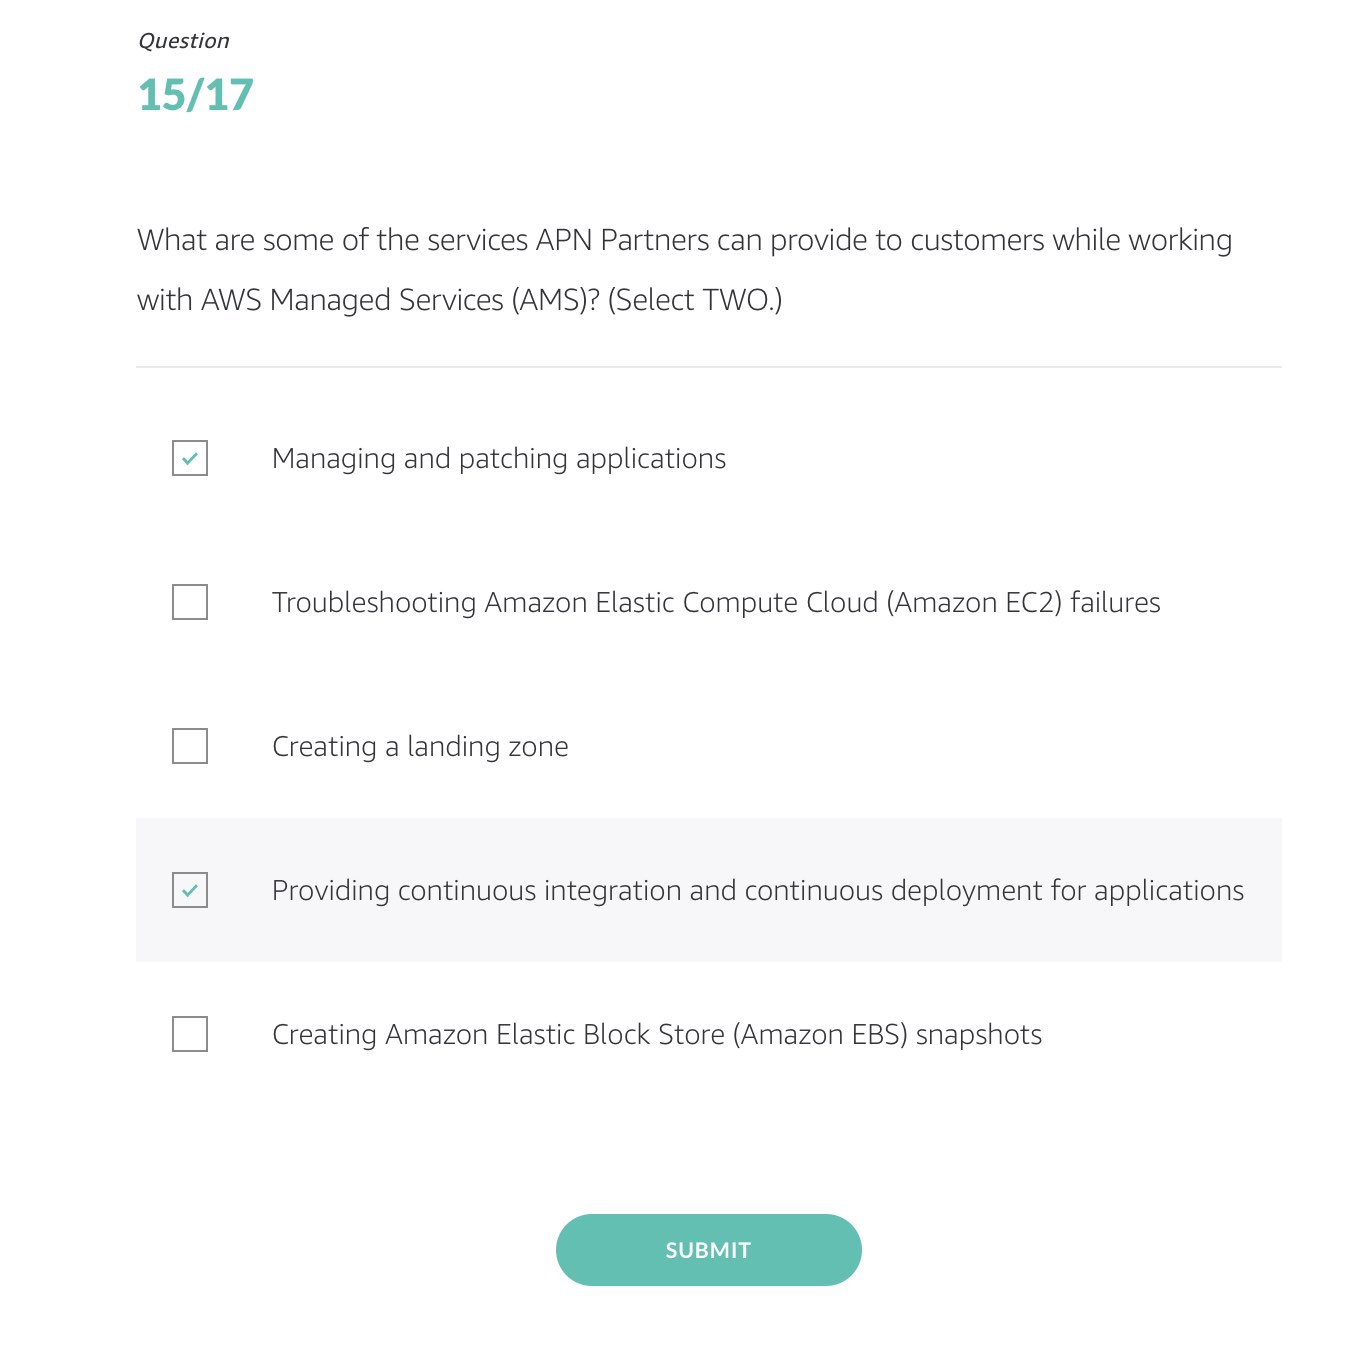 Question
15/17
What are some of the services APN Partners can provide to customers while working
with AWS Managed Services (AMS)? (Select TWO.)
Managing and patching applications
Troubleshooting Amazon Elastic Compute Cloud (Amazon EC2) failures
Creating a landing zone
Providing continuous integration and continuous deployment for applications
Creating Amazon Elastic Block Store (Amazon EBS) snapshots
SUBMIT